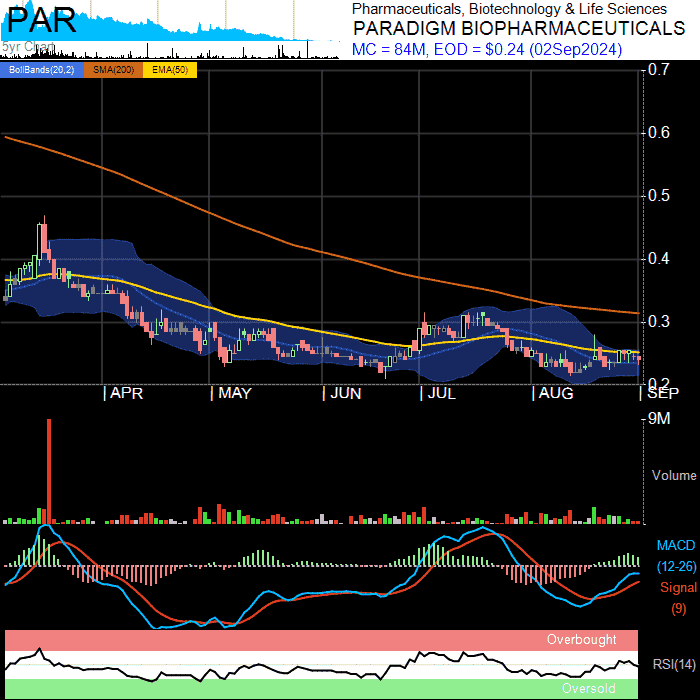 PAR
5yr Chart
Pharmaceuticals, Biotechnology & Life Sciences
PARADIGM BIOPHARMACEUTICALS
MC = 84M, EOD = $0.24 (02Sep2024)
BollBands(20,2) SMA(200) EMA(50)
0.7
0.6
0.5
0.4
0.3
0.2
APR MAY JUN JUL AUG SEP
9M
Volume
MACD
(12-26)
Signal
(9)
Overbought
RSI(14)
Oversold